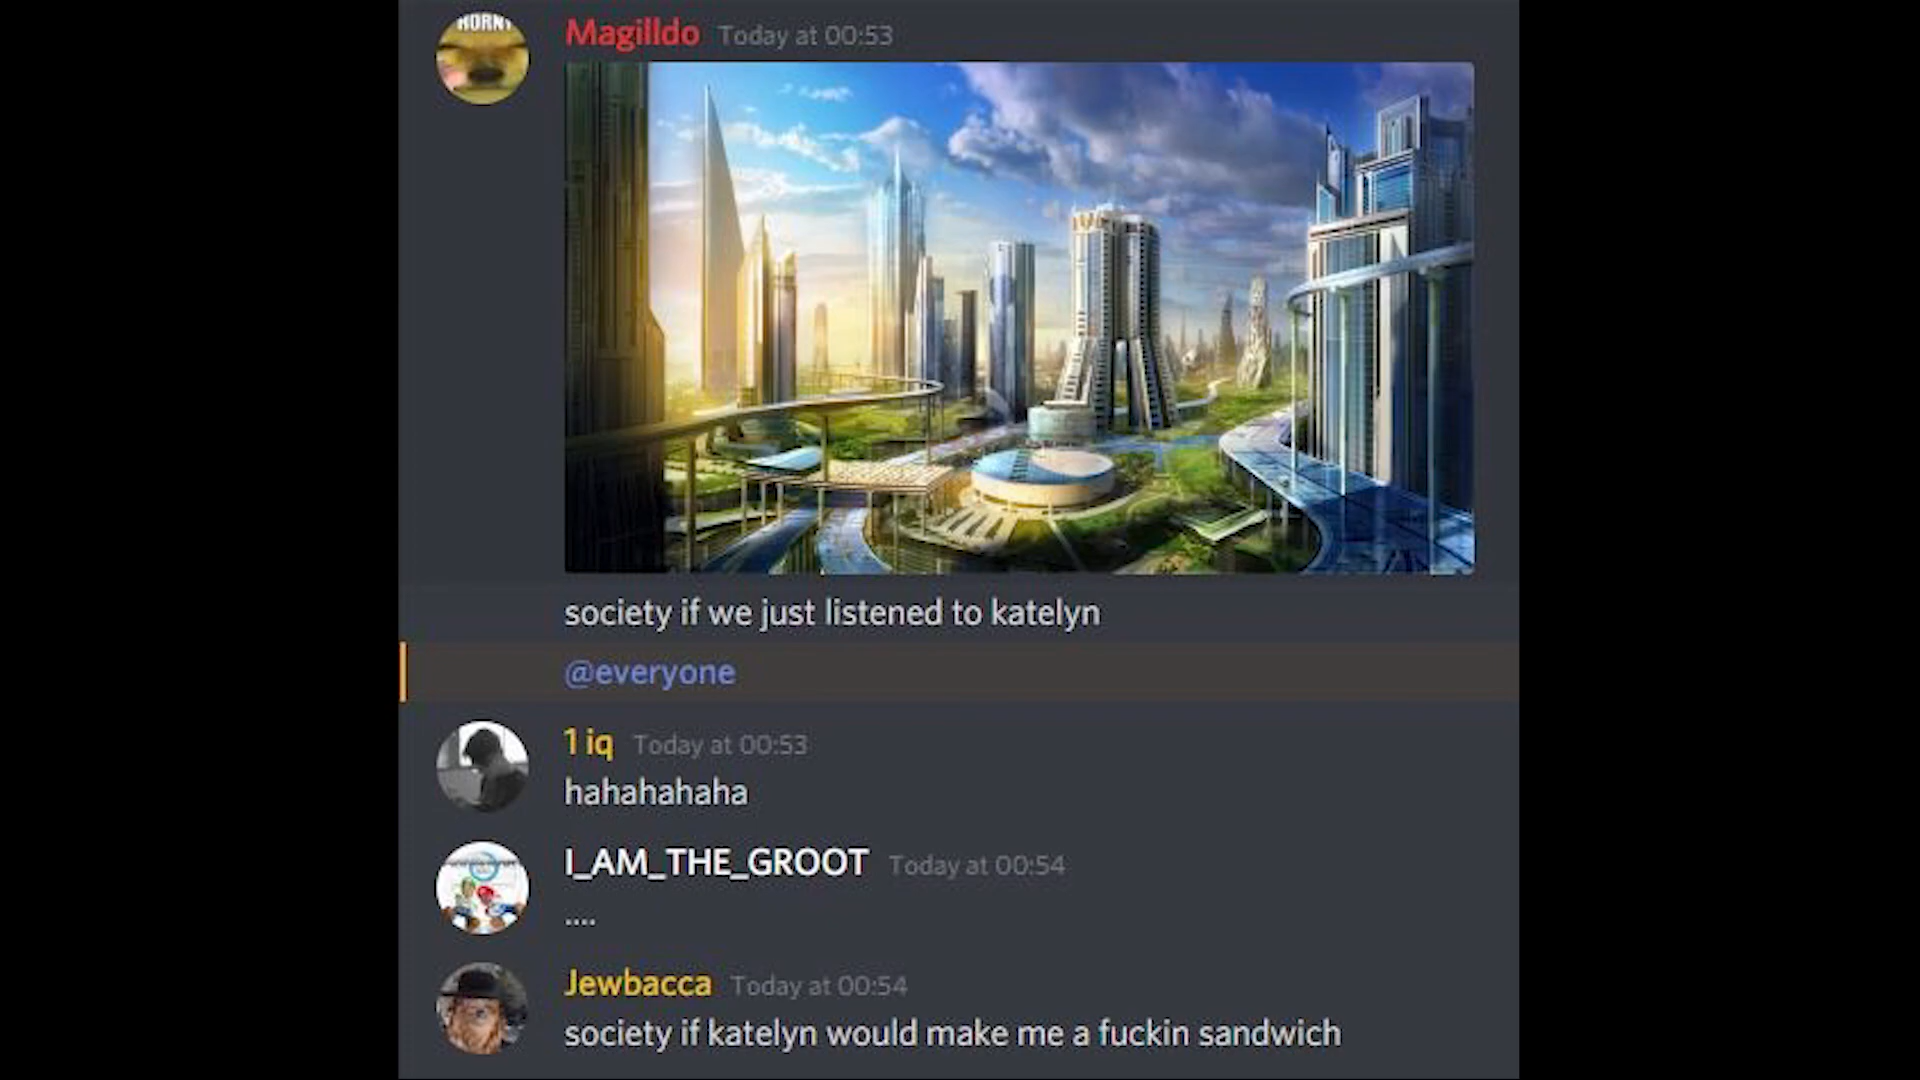 HORNY
Magilldo Today at 00:53
society if we just listened to katelyn
@everyone
1 iq Today at 00:53
hahahahaha
I_AM_THE_GROOT Today at 00:54
....
Jewbacca Today at 00:54
society if katelyn would make me a fuckin sandwich